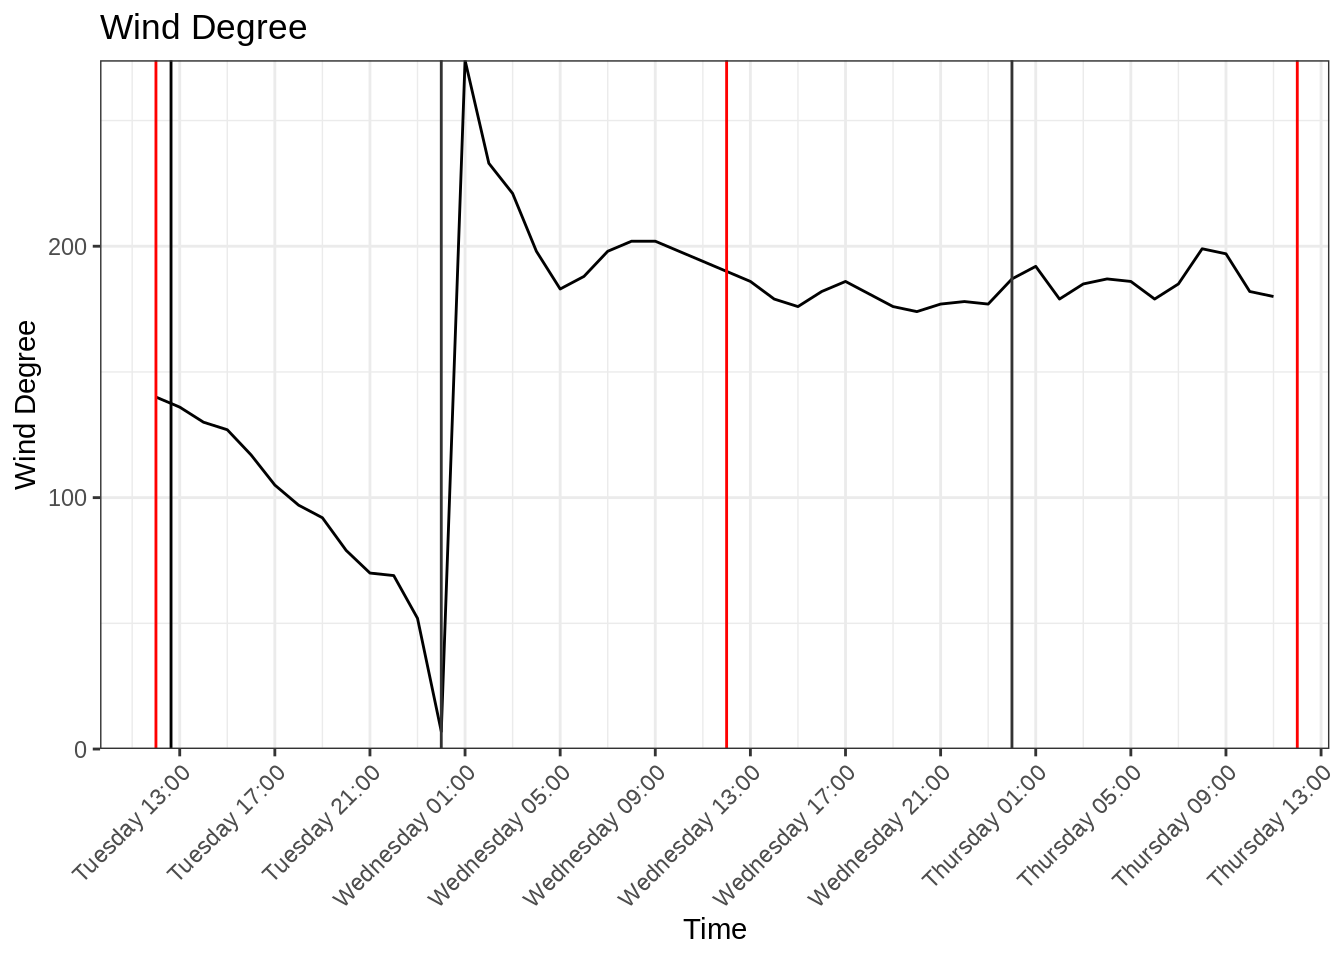 Wind Degree
Wind Degree
200
100
0
Tuesday 13:00
Tuesday 17:00
Tuesday 21:00
Wednesday 01:00
Wednesday 05:00
Wednesday 09:00
Wednesday 13:00
Wednesday 17:00
Wednesday 21:00
Thursday 01:00
Thursday 05:00
Thursday 09:00
Thursday 13:00
Time